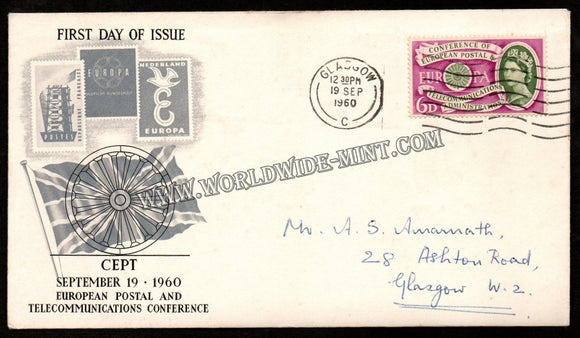 FIRST DAY OF ISSUE
EUROPA
POSTES
NEDERLAND
EUROPA
CEPT
SEPTEMBER 19 · 1960
EUROPEAN POSTAL AND
TELECOMMUNICATIONS CONFERENCE
GLASGOW
12 30PM
19 SEP
1960
C
CONFERENCE OF
EUROPEAN POSTAL &
EUROPA
TELECOMMUNICATIONS
ADMINISTRATIONS
6D
WWW.WORLDWIDE-MINT.COM
Mr. A. S. Amarnath,
28 Ashton Road,
Glasgow W.2.